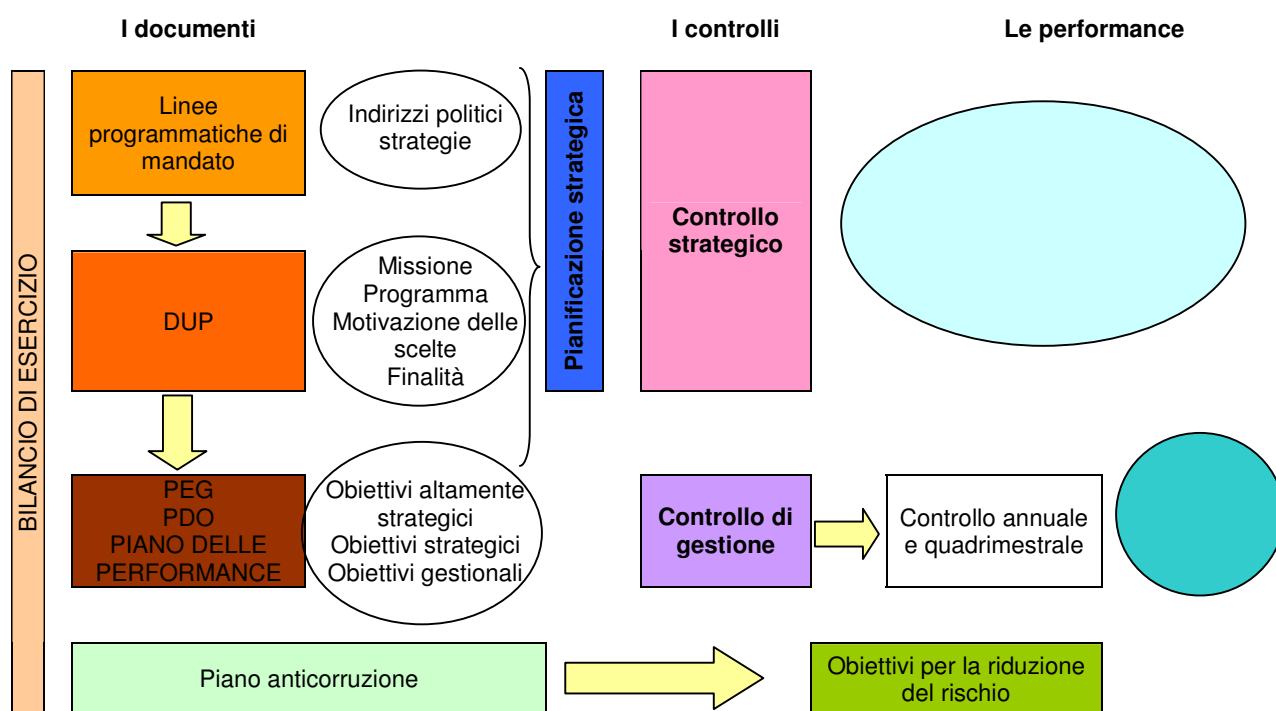 I documenti
I controlli
Le performance
BILANCIO DI ESERCIZIO
Linee
programmatiche di
mandato
Indirizzi politici
strategie
Pianificazione strategica
Controllo
strategico
DUP
Missione
Programma
Motivazione delle
scelte
Finalità
PEG
PDO
PIANO DELLE
PERFORMANCE
Obiettivi altamente
strategici
Obiettivi strategici
Obiettivi gestionali
Controllo di
gestione
Controllo annuale
e quadrimestrale
Piano anticorruzione
Obiettivi per la riduzione
del rischio